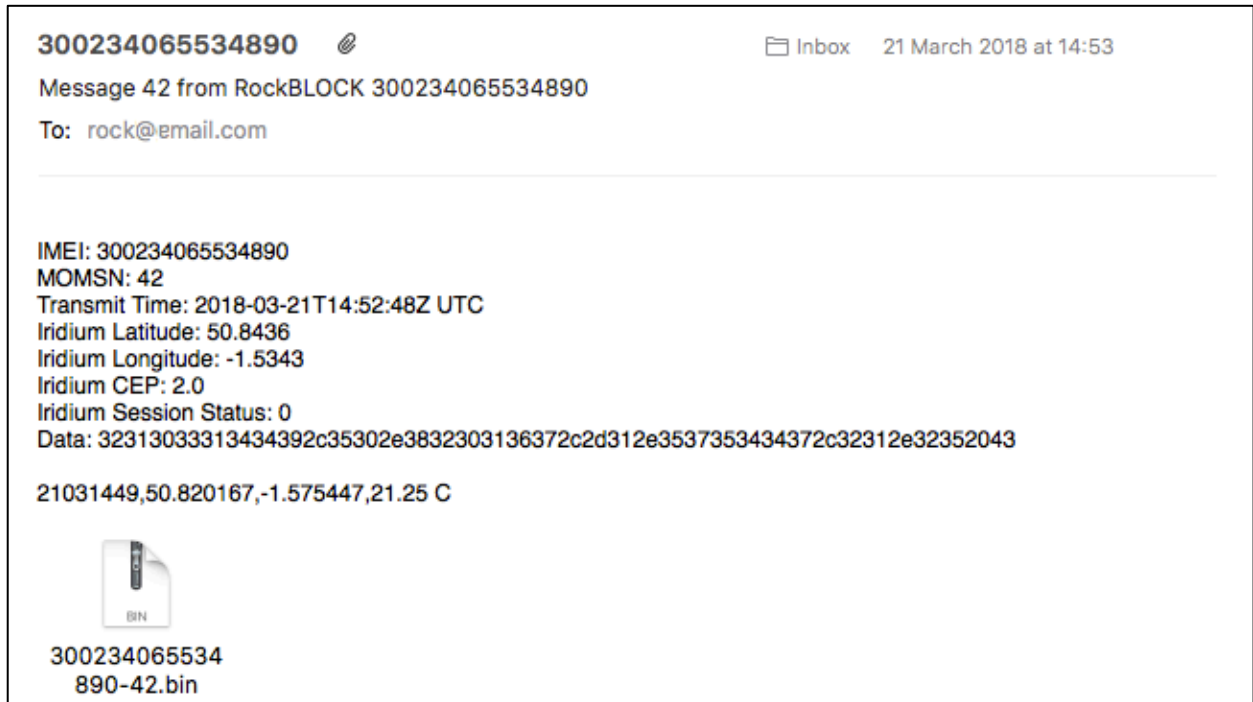 300234065534890
Inbox 21 March 2018 at 14:53
Message 42 from RockBLOCK 300234065534890
To: rock@email.com
IMEI: 300234065534890
MOMSN: 42
Transmit Time: 2018-03-21T14:52:48Z UTC
Iridium Latitude: 50.8436
Iridium Longitude: -1.5343
Iridium CEP: 2.0
Iridium Session Status: 0
Data: 32313033313434392c35302e3832303136372c2d312e3537353434372c32312e32352043
21031449,50.820167,-1.575447,21.25 C
BIN
300234065534
890-42.bin